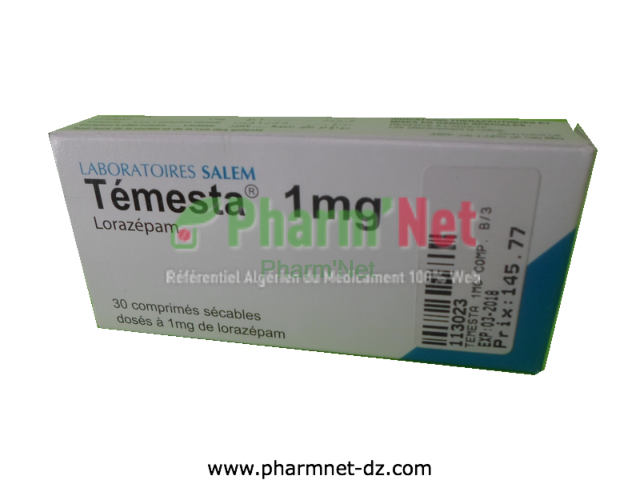 LABORATOIRES SALEM
Témesta® 1mg
Lorazépam
Pharm'Net
Pharm'Net
Référentiel Algérien du Médicament 100% Web
30 comprimés sécables
dosés à 1mg de lorazépam
113023
TEMESTA 1MG COMP. B/3
EXP:03-2018
Prix:145.77
www.pharmnet-dz.com